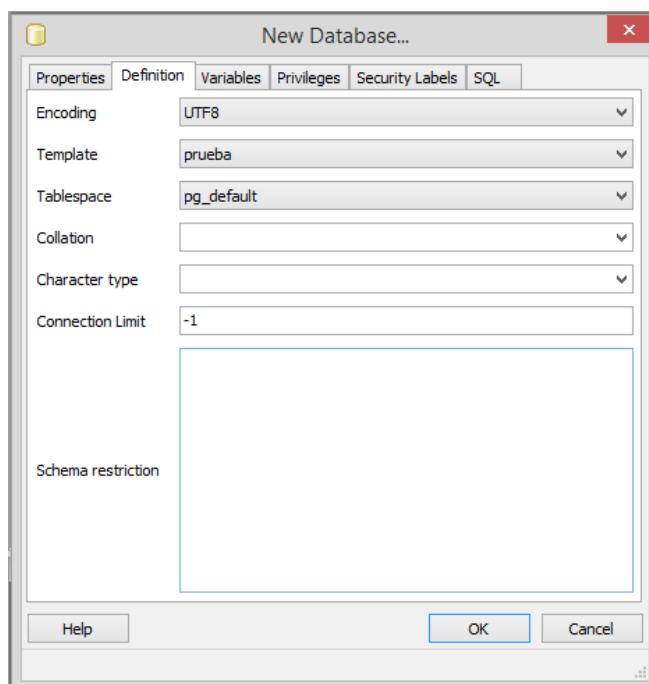 New Database...
Properties Definition Variables Privileges Security Labels SQL
Encoding UTF8
Template prueba
Tablespace pg_default
Collation
Character type
Connection Limit -1
Schema restriction
Help OK Cancel